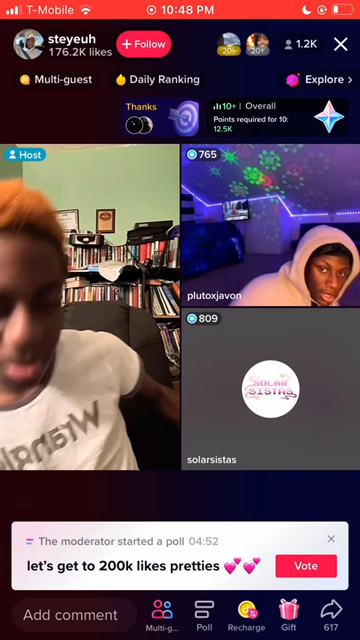 T-Mobile 10:48 PM
steyeuh
176.2K likes
+ Follow
20+ 20+
1.2K
Multi-guest
Daily Ranking
Explore >
Thanks
10+ | Overall
Points required for 10:
12.5K
Host
765
plutoxjavon
809
SOLAR
SISTAS
solarsistas
The moderator started a poll 04:52
let's get to 200k likes pretties 💕💕
Vote
Add comment
Multi-g...
Poll
Recharge
Gift
617